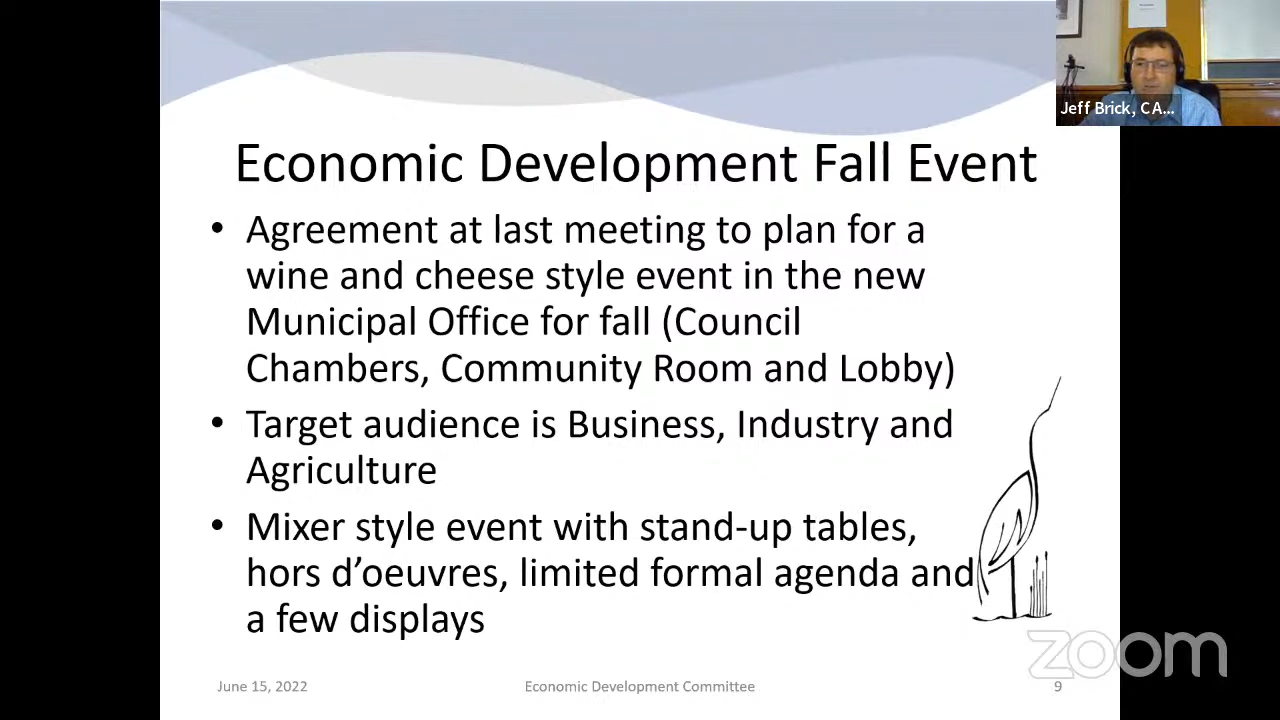 Jeff Brick, CA...
Economic Development Fall Event
• Agreement at last meeting to plan for a
wine and cheese style event in the new
Municipal Office for fall (Council
Chambers, Community Room and Lobby)
• Target audience is Business, Industry and
Agriculture
• Mixer style event with stand-up tables,
hors d’oeuvres, limited formal agenda and
a few displays
zoom
June 15, 2022
Economic Development Committee
9